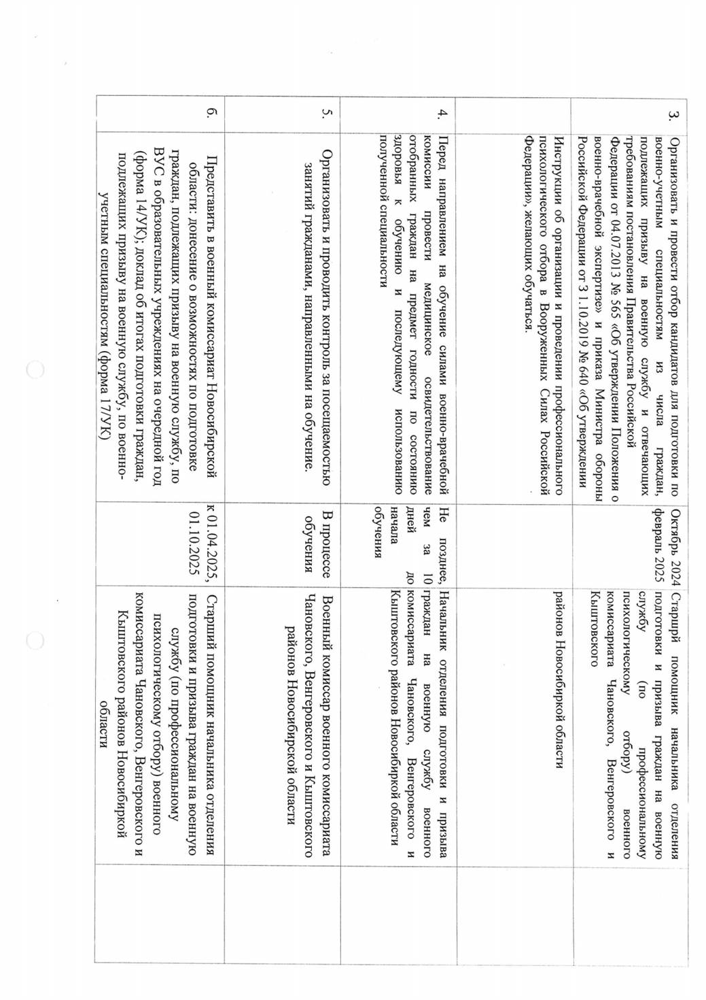 3.
Организовать и провести отбор кандидатов для подготовки по
военно-учетным специальностям из числа граждан,
подлежащих призыву на военную службу и отвечающих
требованиям постановления Правительства Российской
Федерации от 04.07.2013 № 565 «Об утверждении Положения о
военно-врачебной экспертизе» и приказа Министра обороны
Российской Федерации от 3 1.10.2019 № 640 «Об утверждении
Октябрь 2024
февраль 2025
Старшрй помощник начальника отделения
подготовки и призыва граждан на военную
службу (по профессиональному
психологическому отбору) военного
комиссариата Чановского, Венгеровского и
Кыштовского
Инструкции об организации и проведении профессионального
психологического отбора в Вооруженных Силах Российской
Федерации», желающих обучаться.
районов Новосибиркой области
4.
Перед направлением на обучение силами военно-врачебной
комиссии провести медицинское освидетельствование
отобранных граждан на предмет годности по состоянию
здоровья к обучению и последующему использованию
полученной специальности
Не позднее,
чем за 10
дней до
начала
обучения
Начальник отделения подготовки и призыва
граждан на военную службу военного
комиссариата Чановского, Венгеровского и
Кыштовского районов Новосибиркой области
5.
Организовать и проводить контроль за посещаемостью
занятий гражданами, направленными на обучение.
В процессе
обучения
Военный комиссар военного комиссариата
Чановского, Венгеровского и Кыштовского
районов Новосибирской области
6.
Представить в военный комиссариат Новосибирской
области: донесение о возможностях по подготовке
граждан, подлежащих призыву на военную службу, по
ВУС в образовательных учреждениях на очередной год
(форма 14/УК); доклад об итогах подготовки граждан,
подлежащих призыву на военную службу, по военно-
учетным специальностям (форма 17/УК)
к 01.04.2025,
01.10.2025
Старший помощник начальника отделения
подготовки и призыва граждан на военную
службу (по профессиональному
психологическому отбору) военного
комиссариата Чановского, Венгеровского и
Кыштовского районов Новосибиркой
области